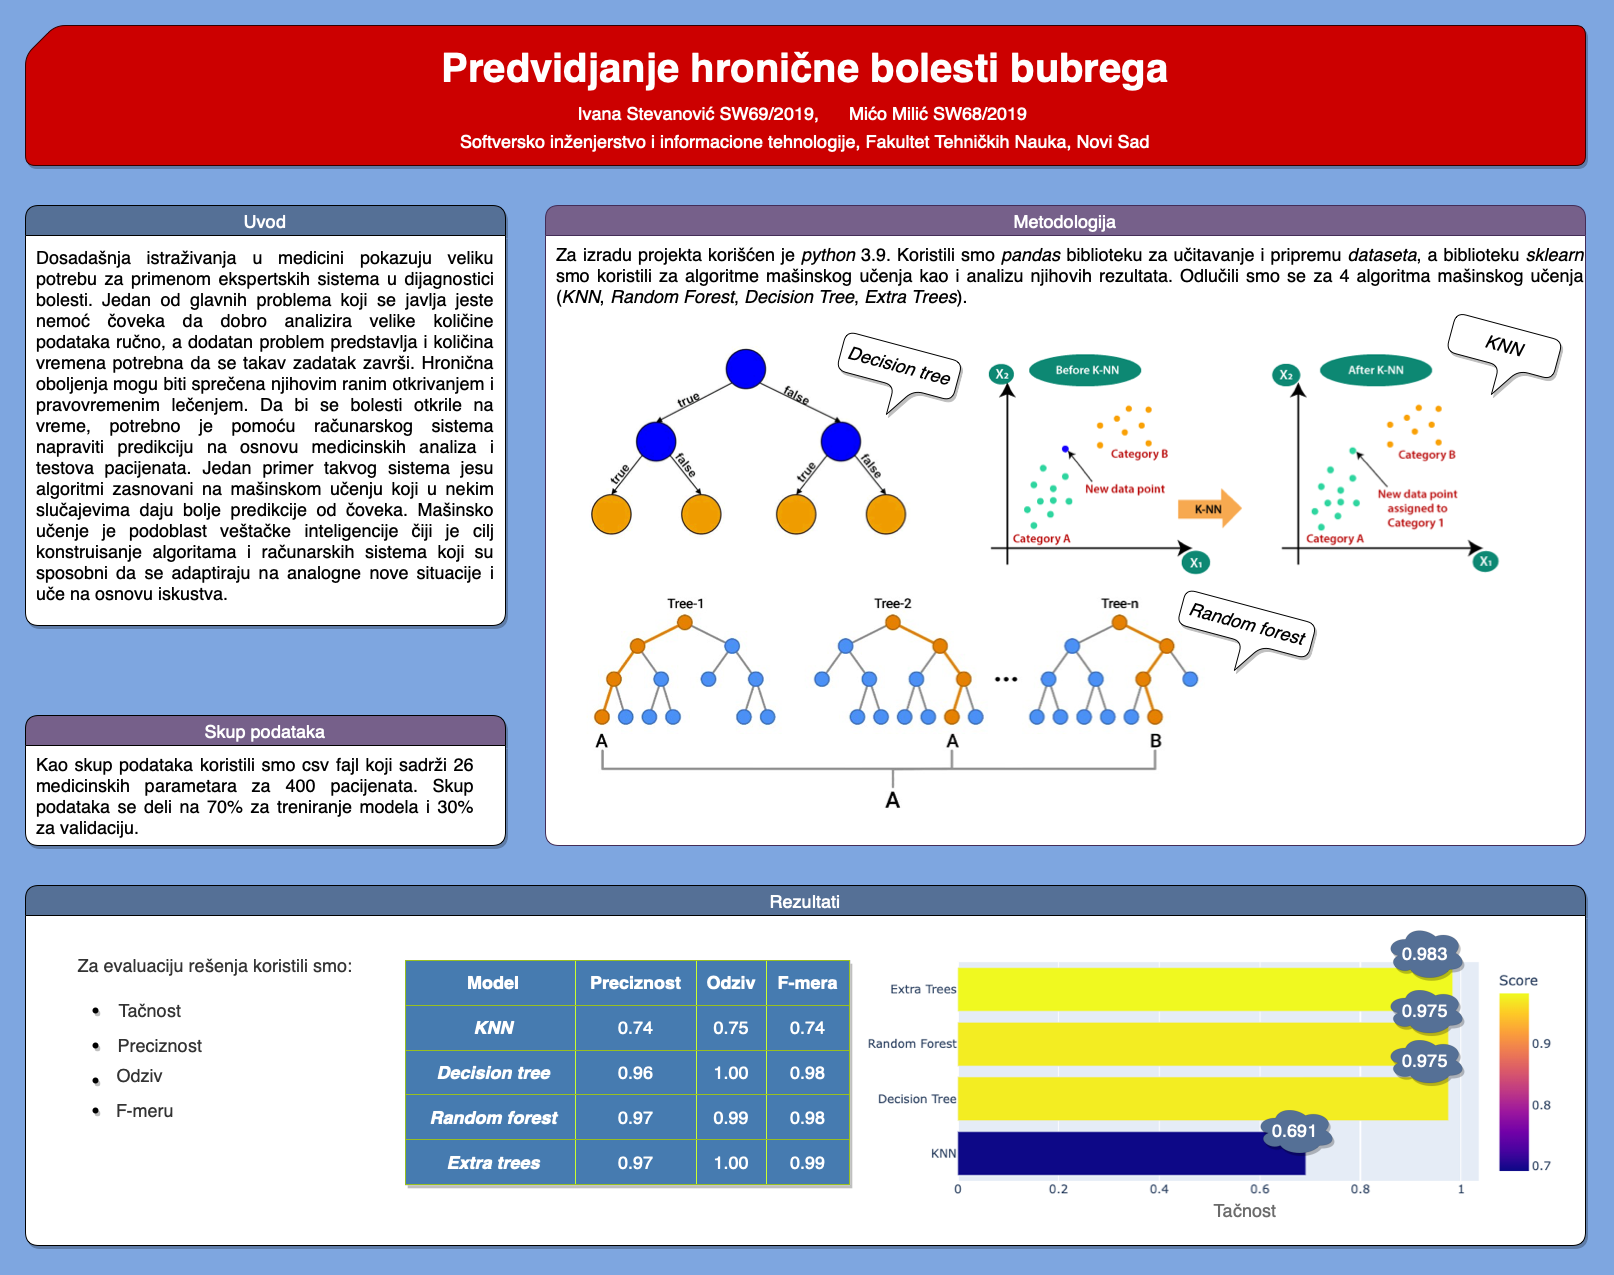 Predvidjanje hronične bolesti bubrega
Ivana Stevanović SW69/2019, Mićo Milić SW68/2019
Softversko inženjerstvo i informacione tehnologije, Fakultet Tehničkih Nauka, Novi Sad
Uvod
Dosadašnja istraživanja u medicini pokazuju veliku
potrebu za primenom ekspertskih sistema u dijagnostici
bolesti. Jedan od glavnih problema koji se javlja jeste
nemoć čoveka da dobro analizira velike količine
podataka ručno, a dodatan problem predstavlja i količina
vremena potrebna da se takav zadatak završi. Hronična
oboljenja mogu biti sprečena njihovim ranim otkrivanjem i
pravovremenim lečenjem. Da bi se bolesti otkrile na
vreme, potrebno je pomoću računarskog sistema
napraviti predikciju na osnovu medicinskih analiza i
testova pacijenata. Jedan primer takvog sistema jesu
algoritmi zasnovani na mašinskom učenju koji u nekim
slučajevima daju bolje predikcije od čoveka. Mašinsko
učenje je podoblast veštačke inteligencije čiji je cilj
konstruisanje algoritama i računarskih sistema koji su
sposobni da se adaptiraju na analogne nove situacije i
uče na osnovu iskustva.
Skup podataka
Kao skup podataka koristili smo csv fajl koji sadrži 26
medicinskih parametara za 400 pacijenata. Skup
podataka se deli na 70% za treniranje modela i 30%
za validaciju.
Metodologija
Za izradu projekta korišćen je python 3.9. Koristili smo pandas biblioteku za učitavanje i pripremu dataseta, a biblioteku sklearn
smo koristili za algoritme mašinskog učenja kao i analizu njihovih rezultata. Odlučili smo se za 4 algoritma mašinskog učenja
(KNN, Random Forest, Decision Tree, Extra Trees).
Decision tree
true
false
true
false
true
false
KNN
X₂
Before K-NN
Category B
New data point
Category A
X₁
K-NN
X₂
After K-NN
Category B
New data point
assigned to
Category 1
Category A
X₁
Random forest
Tree-1
Tree-2
Tree-n
...
A
A
B
A
Rezultati
Za evaluaciju rešenja koristili smo:
• Tačnost
• Preciznost
• Odziv
• F-meru
Model Preciznost Odziv F-mera
KNN 0.74 0.75 0.74
Decision tree 0.96 1.00 0.98
Random forest 0.97 0.99 0.98
Extra trees 0.97 1.00 0.99
Extra Trees 0.983
Random Forest 0.975
Decision Tree 0.975
KNN 0.691
0 0.2 0.4 0.6 0.8 1
Tačnost
Score
0.9
0.8
0.7